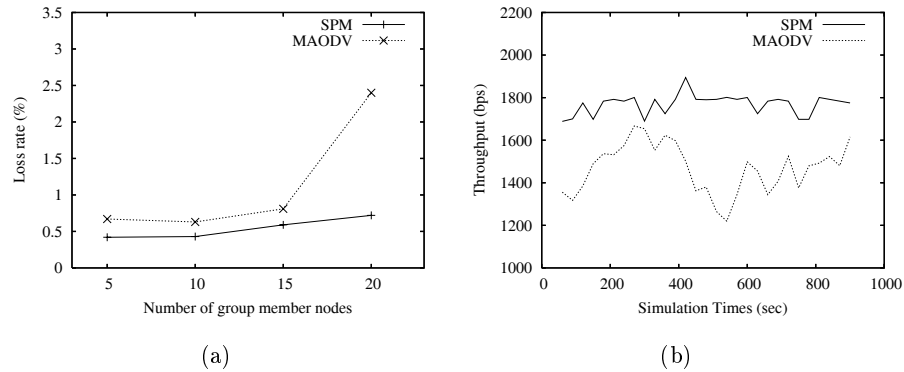 Loss rate (%)
3.5
3
2.5
2
1.5
1
0.5
0
5
10
15
20
Number of group member nodes
SPM
MAODV
(a)
Throughput (bps)
2200
2000
1800
1600
1400
1200
1000
0
200
400
600
800
1000
Simulation Times (sec)
SPM
MAODV
(b)